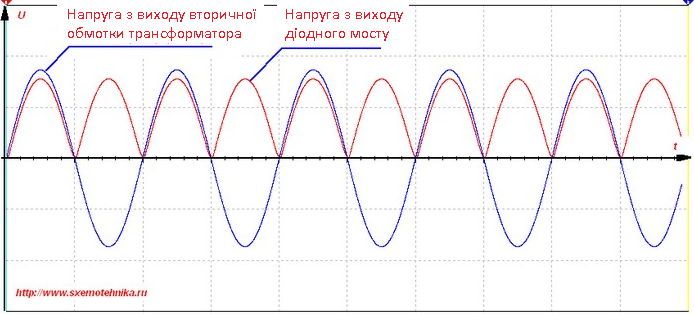 U
Напруга з виходу вторичної
обмотки трансформатора
Напруга з виходу
діодного мосту
t
http://www.sxemotehnika.ru